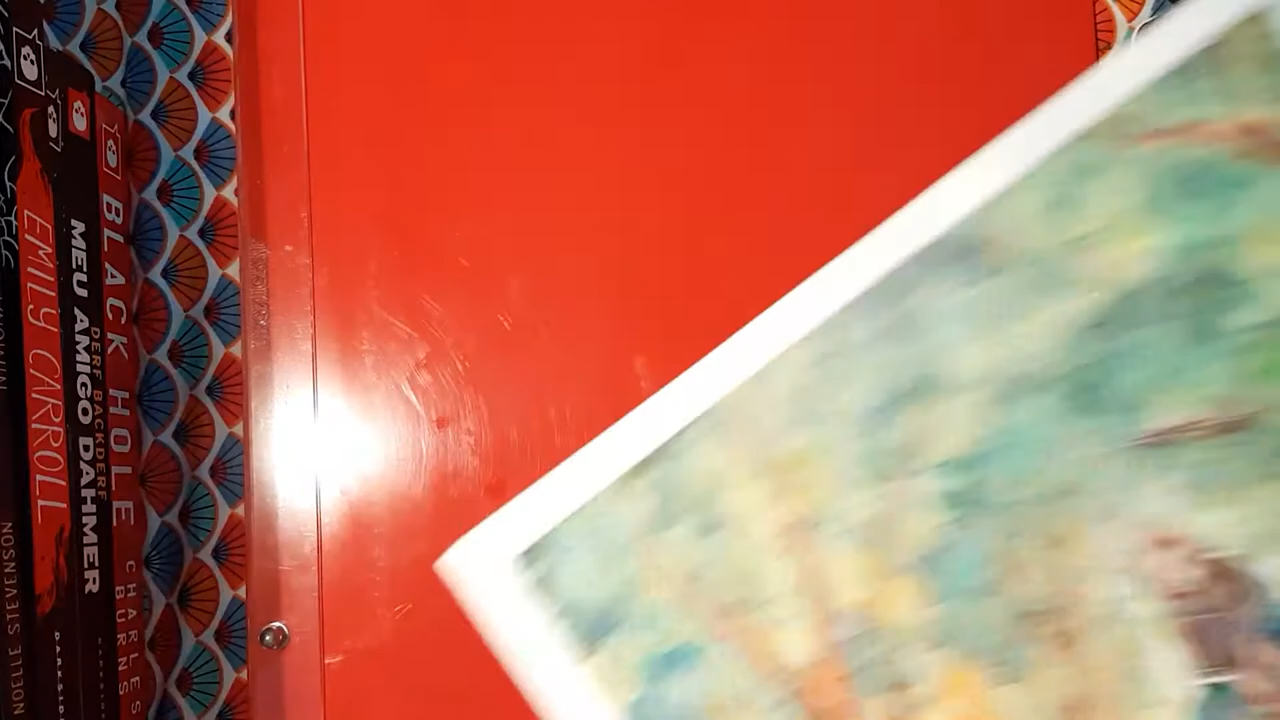 NOELLE STEVENSON
EMILY CARROLL
MEU AMIGO DAHMER
DERF BACKDERF
BLACK HOLE
CHARLES
BURNS